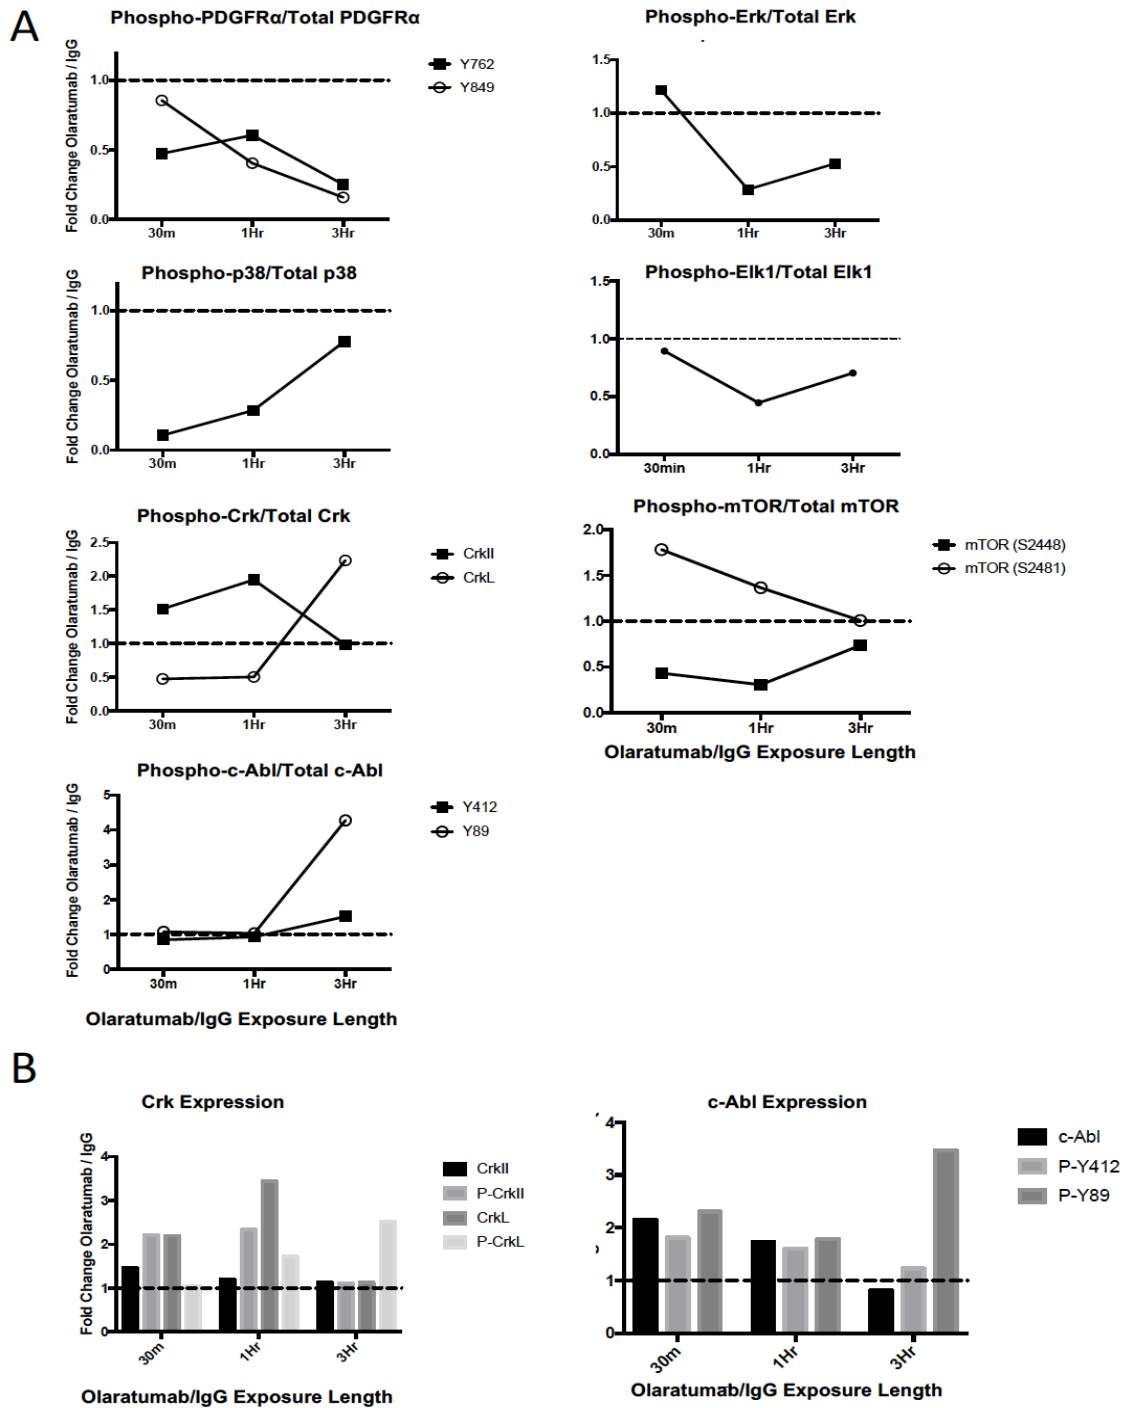 A
Phospho-PDGFRα/Total PDGFRα
Fold Change Olaratumab / IgG
1.0
0.5
0.0
30m 1Hr 3Hr
Y762
Y849
Phospho-Erk/Total Erk
1.5
1.0
0.5
0.0
30m 1Hr 3Hr
Phospho-p38/Total p38
Fold Change Olaratumab / IgG
1.0
0.5
0.0
30m 1Hr 3Hr
Phospho-Elk1/Total Elk1
1.5
1.0
0.5
0.0
30min 1Hr 3Hr
Phospho-Crk/Total Crk
Fold Change Olaratumab / IgG
2.5
2.0
1.5
1.0
0.5
0.0
30m 1Hr 3Hr
CrkII
CrkL
Phospho-mTOR/Total mTOR
2.0
1.5
1.0
0.5
0.0
30m 1Hr 3Hr
mTOR (S2448)
mTOR (S2481)
Olaratumab/IgG Exposure Length
Phospho-c-Abl/Total c-Abl
Fold Change Olaratumab / IgG
5
4
3
2
1
0
30m 1Hr 3Hr
Y412
Y89
Olaratumab/IgG Exposure Length
B
Crk Expression
Fold Change Olaratumab / IgG
4
3
2
1
0
30m 1Hr 3Hr
CrkII
P-CrkII
CrkL
P-CrkL
Olaratumab/IgG Exposure Length
c-Abl Expression
4
3
2
1
0
30m 1Hr 3Hr
c-Abl
P-Y412
P-Y89
Olaratumab/IgG Exposure Length